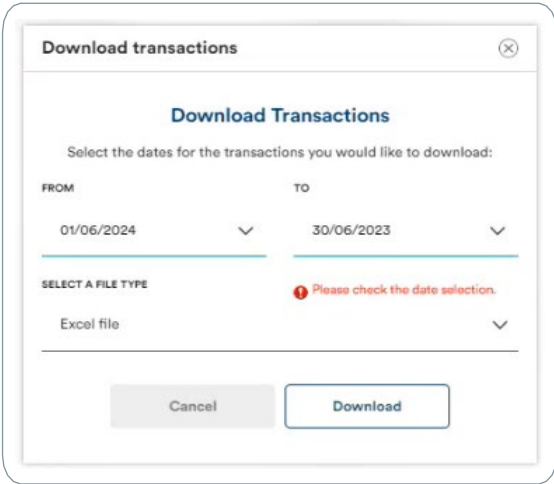 Download transactions
Download Transactions
Select the dates for the transactions you would like to download:
FROM
TO
01/06/2024
30/06/2023
SELECT A FILE TYPE
Please check the date selection.
Excel file
Cancel
Download